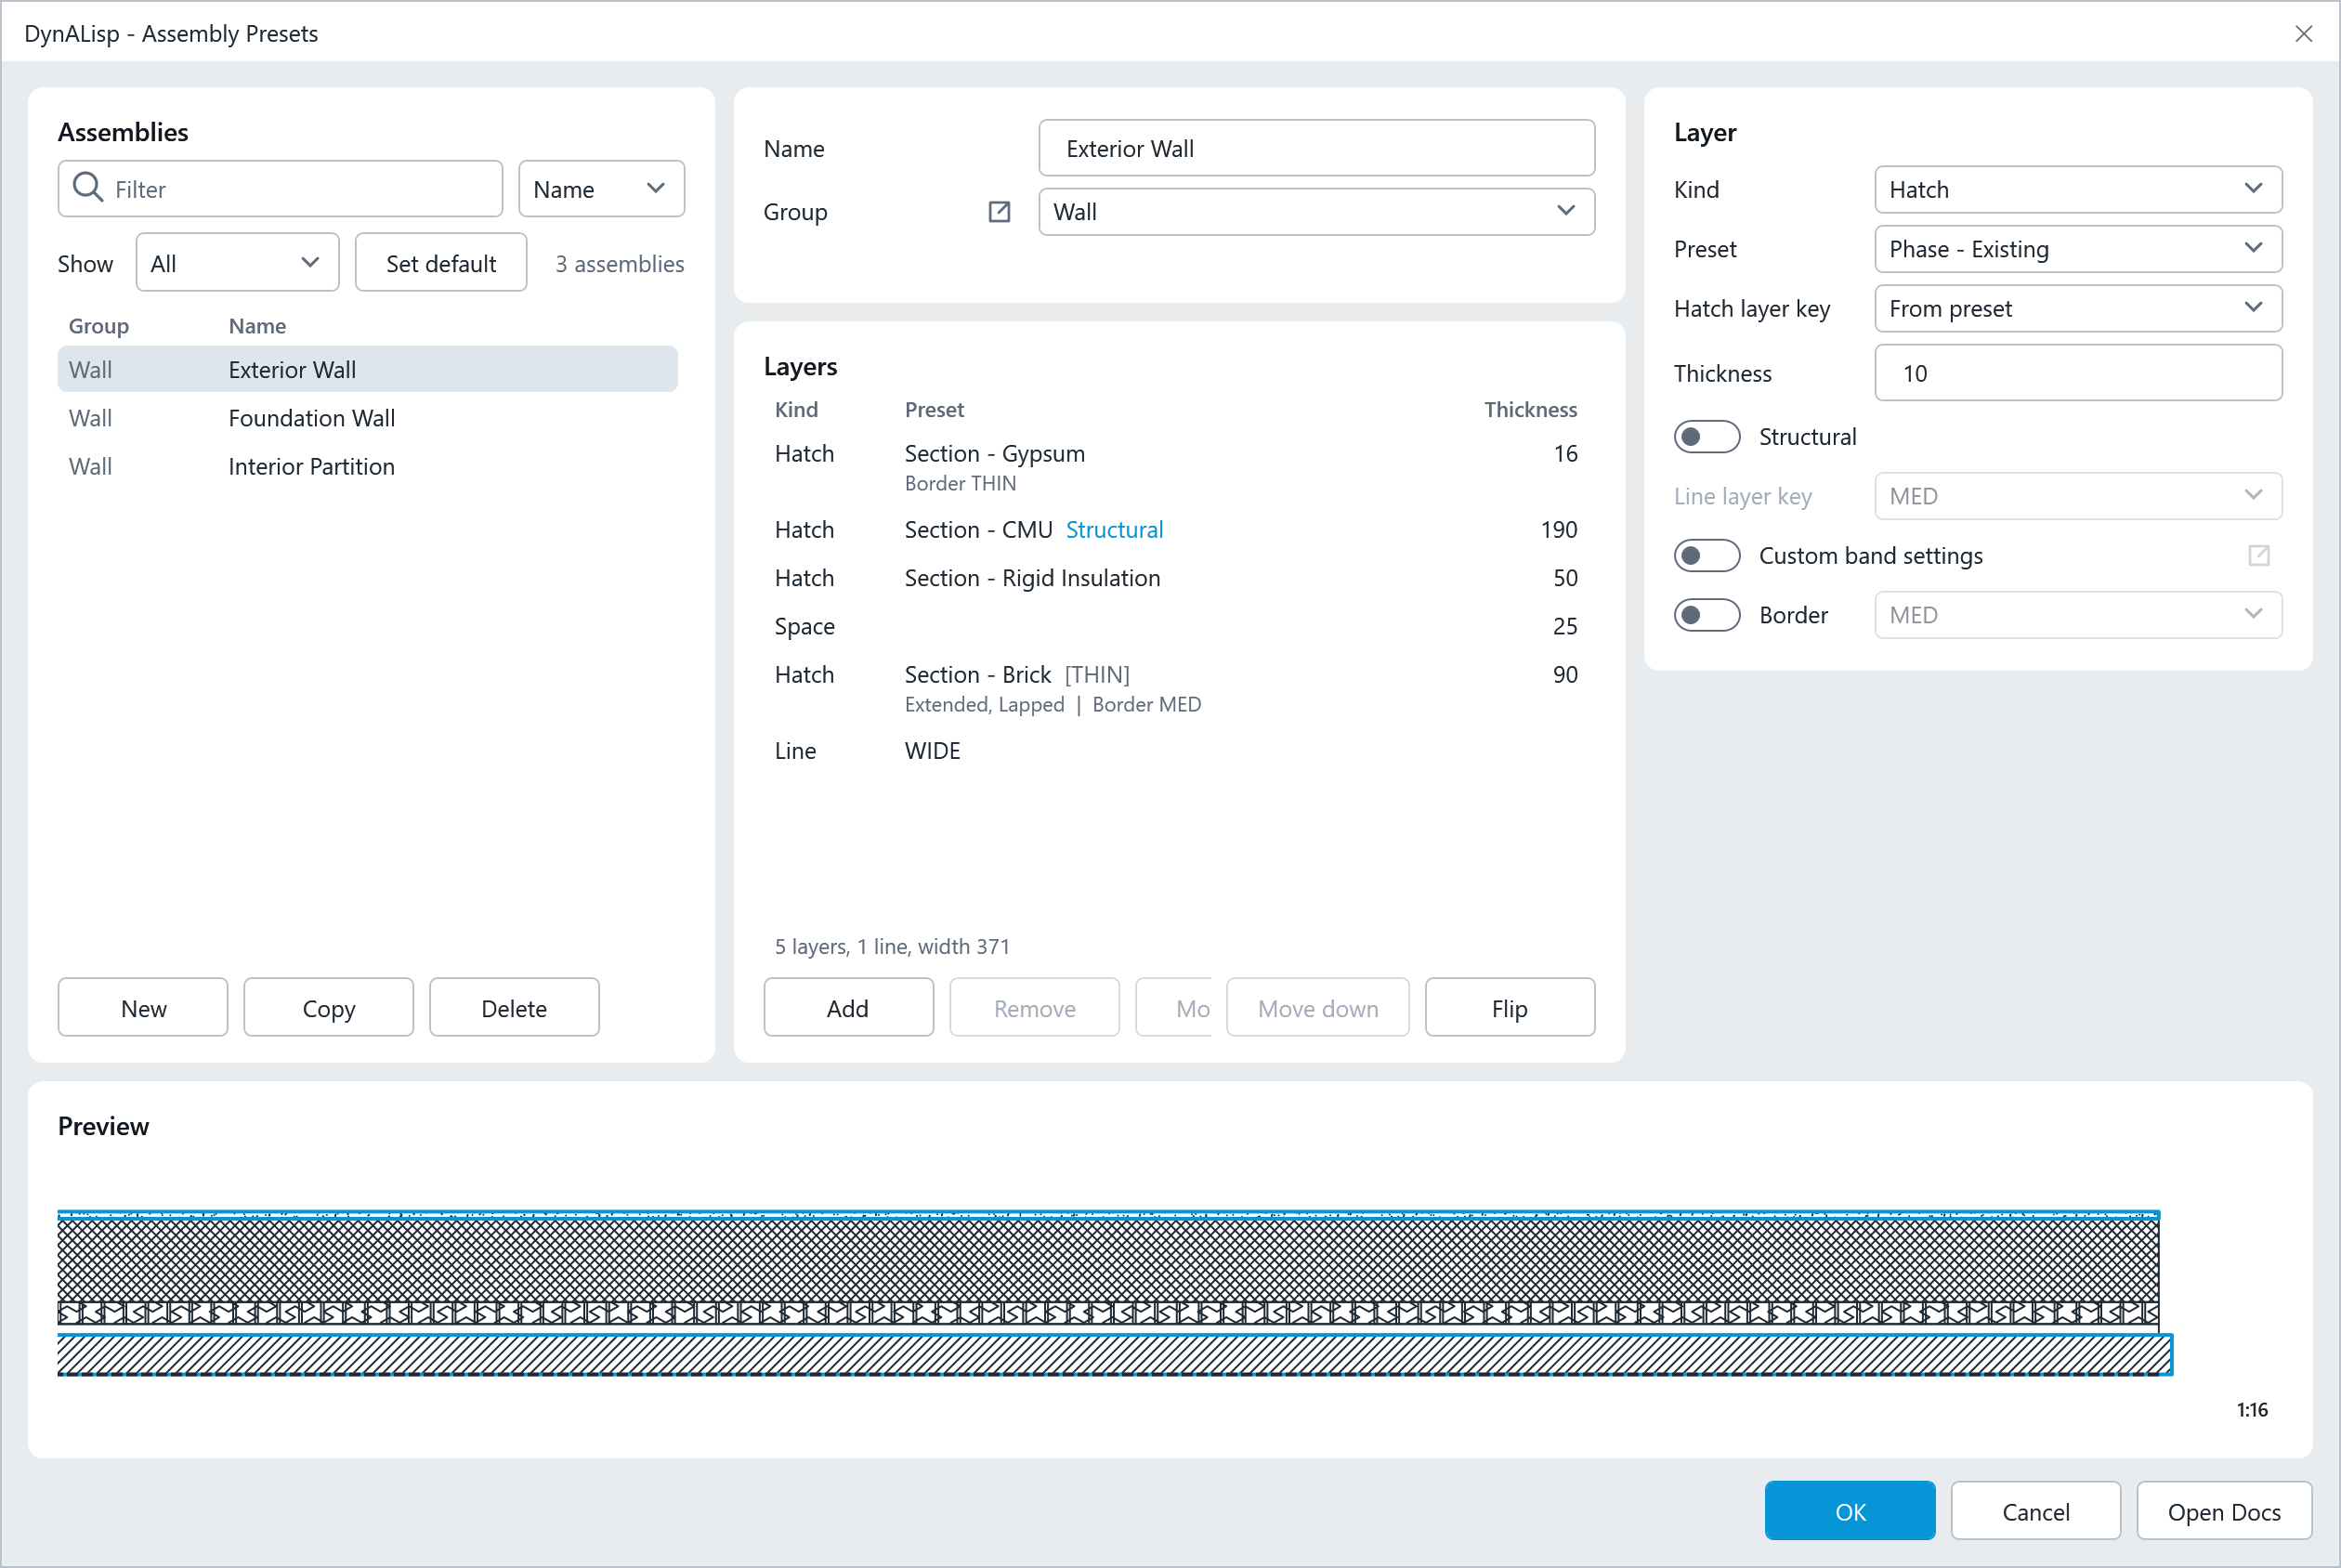 DynALisp - Assembly Presets
Assemblies
Filter
Name
Show
All
Set default
3 assemblies
Group Name
Wall Exterior Wall
Wall Foundation Wall
Wall Interior Partition
New
Copy
Delete
Name
Exterior Wall
Group
Wall
Layers
Kind Preset Thickness
Hatch Section - Gypsum 16
Border THIN
Hatch Section - CMU Structural 190
Hatch Section - Rigid Insulation 50
Space 25
Hatch Section - Brick [THIN] 90
Extended, Lapped | Border MED
Line WIDE
5 layers, 1 line, width 371
Add
Remove
Mo
Move down
Flip
Layer
Kind
Hatch
Preset
Phase - Existing
Hatch layer key
From preset
Thickness
10
Structural
Line layer key
MED
Custom band settings
Border
MED
Preview
1:16
OK
Cancel
Open Docs